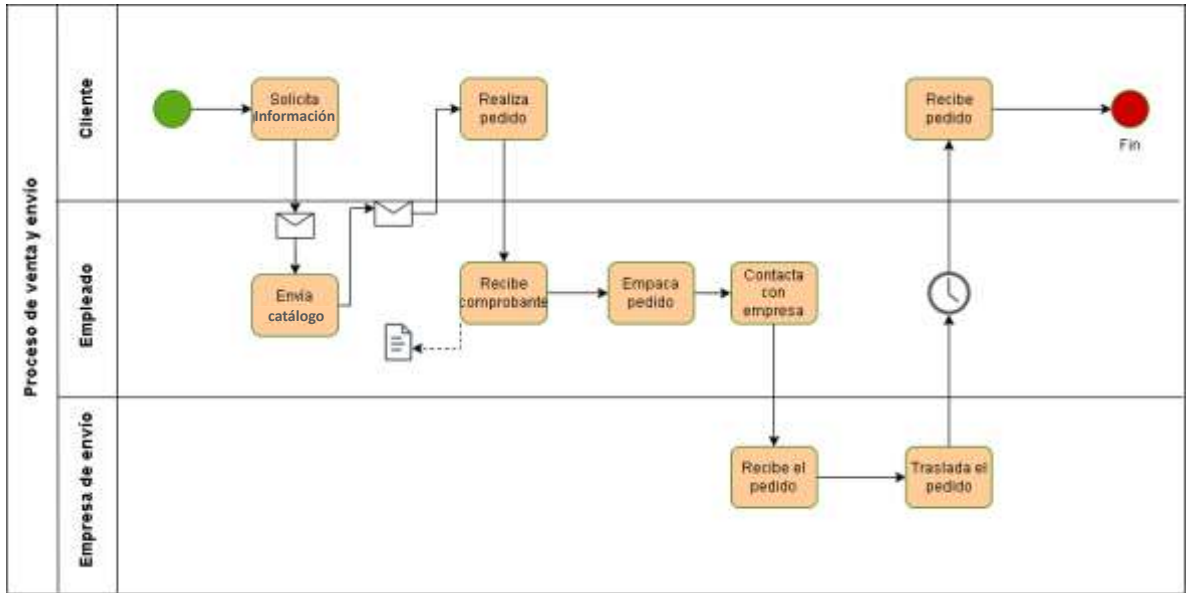 Proceso de venta y envío
Cliente
Solicita
Información
Realiza
pedido
Recibe
pedido
Fin
Empleado
Envía
catálogo
Recibe
comprobante
Empaca
pedido
Contacta
con
empresa
Empresa de envío
Recibe el
pedido
Traslada el
pedido